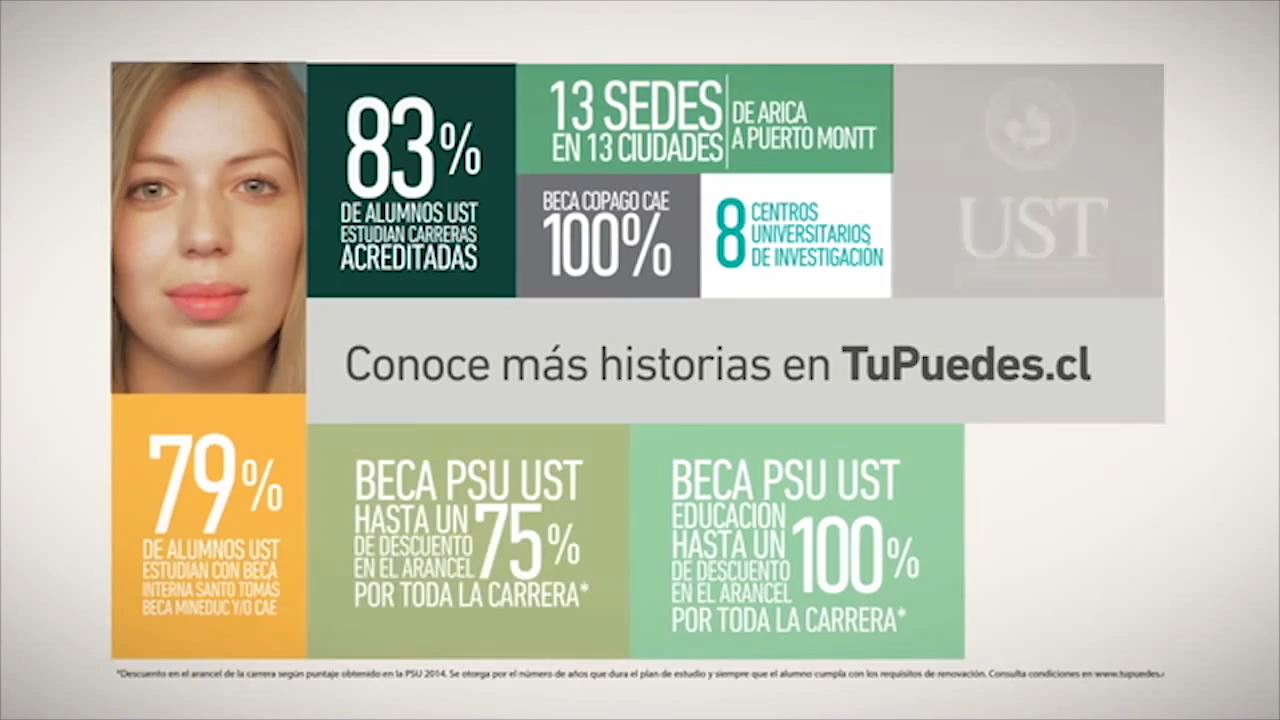 83%
DE ALUMNOS UST
ESTUDIAN CARRERAS
ACREDITADAS
13 SEDES
EN 13 CIUDADES
DE ARICA
A PUERTO MONTT
BECA COPAGO CAE
100%
8 CENTROS
UNIVERSITARIOS
DE INVESTIGACION
UST
Conoce más historias en TuPuedes.cl
79%
DE ALUMNOS UST
ESTUDIAN CON BECA
INTERNA SANTO TOMAS
BECA MINEDUC Y/O CAE
BECA PSU UST
HASTA UN
DE DESCUENTO
EN EL ARANCEL
75%
POR TODA LA CARRERA*
BECA PSU UST
EDUCACION
HASTA UN
DE DESCUENTO
EN EL ARANCEL
100%
POR TODA LA CARRERA*
*Descuento en el arancel de la carrera según puntaje obtenido en la PSU 2014. Se otorga por el número de años que dura el plan de estudio y siempre que el alumno cumpla con los requisitos de renovación. Consulta condiciones en www.tupuedes.